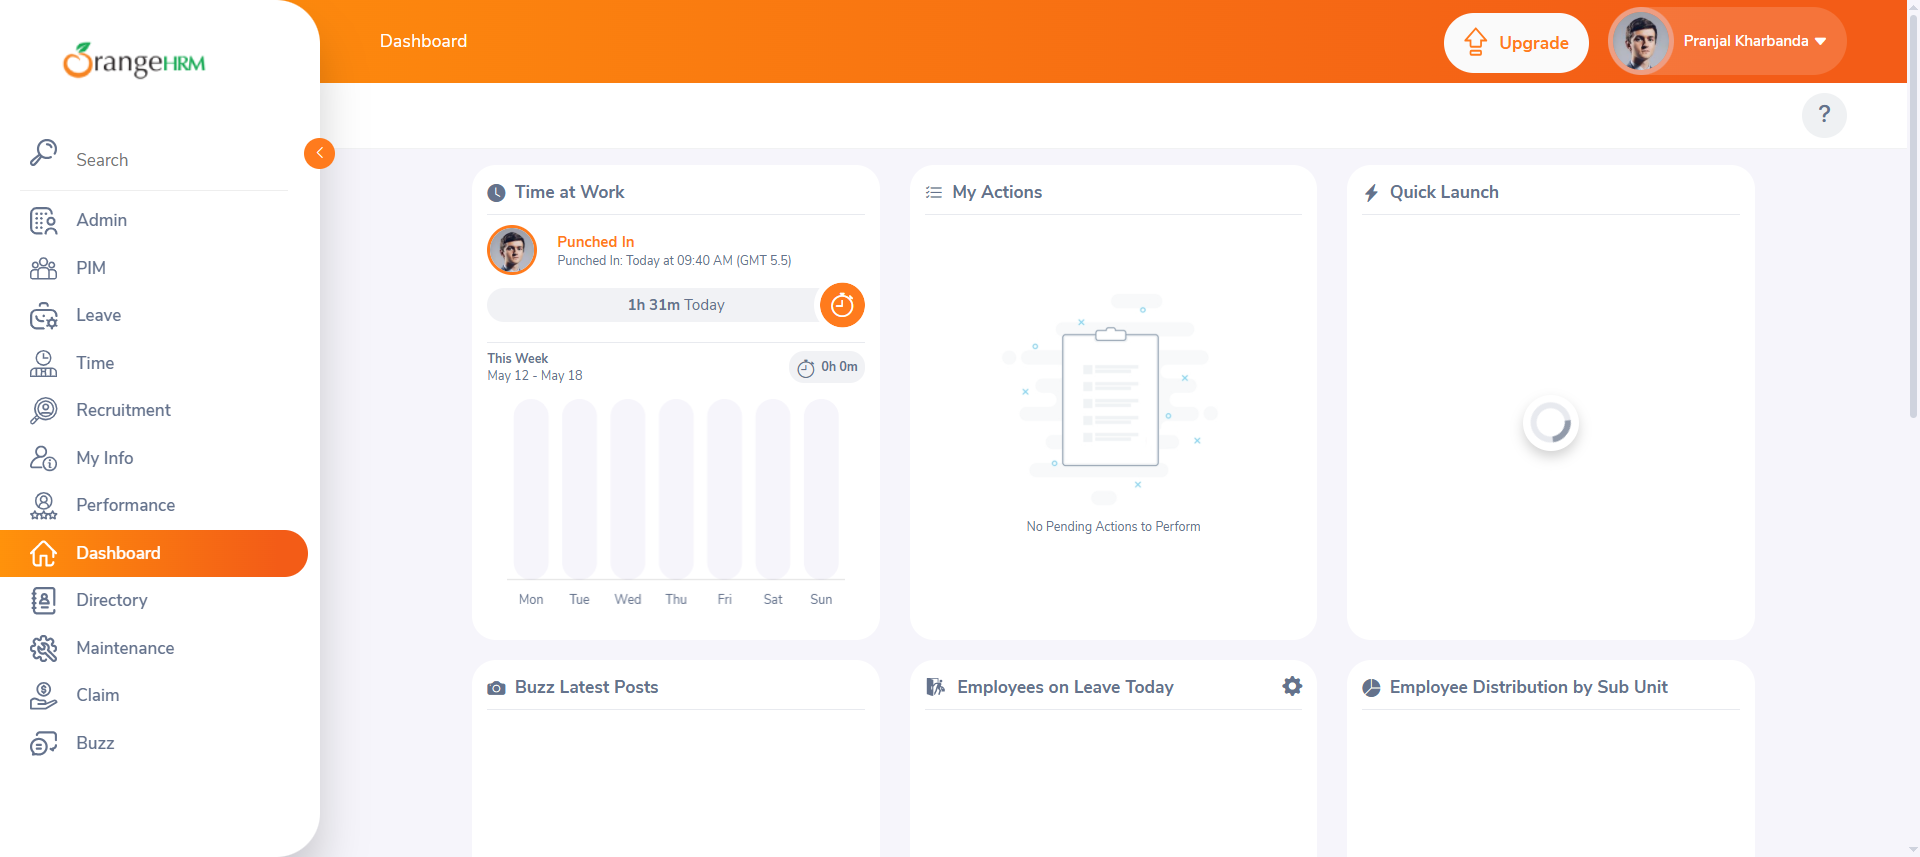 OrangeHRM
Dashboard
Upgrade
Pranjal Kharbanda
?
Search
Admin
PIM
Leave
Time
Recruitment
My Info
Performance
Dashboard
Directory
Maintenance
Claim
Buzz
Time at Work
Punched In
Punched In: Today at 09:40 AM (GMT 5.5)
1h 31m Today
This Week
May 12 - May 18
0h 0m
Mon Tue Wed Thu Fri Sat Sun
My Actions
No Pending Actions to Perform
Quick Launch
Buzz Latest Posts
Employees on Leave Today
Employee Distribution by Sub Unit